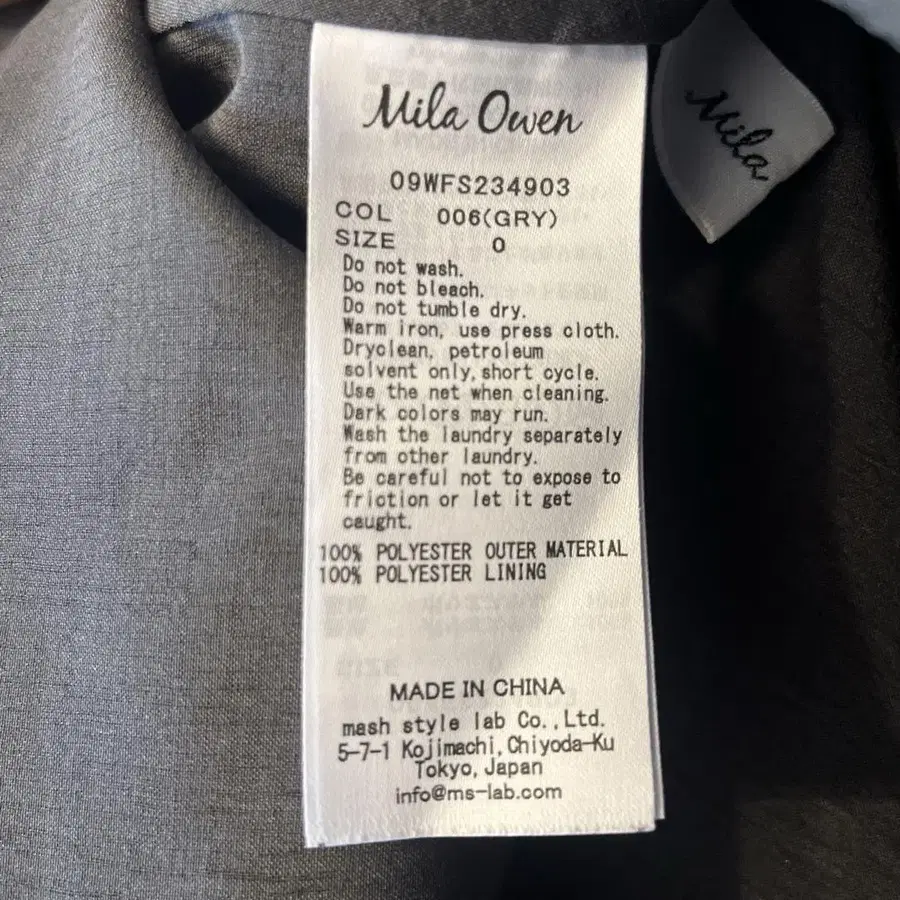 Mila Owen
09WFS234903
COL 006(GRY)
SIZE 0
Do not wash.
Do not bleach.
Do not tumble dry.
Warm iron, use press cloth.
Dryclean, petroleum
solvent only, short cycle.
Use the net when cleaning.
Dark colors may run.
Wash the laundry separately
from other laundry.
Be careful not to expose to
friction or let it get
caught.
100% POLYESTER OUTER MATERIAL
100% POLYESTER LINING
MADE IN CHINA
mash style lab Co.,Ltd.
5-7-1 Kojimachi, Chiyoda-Ku
Tokyo, Japan
info@ms-lab.com
Mila